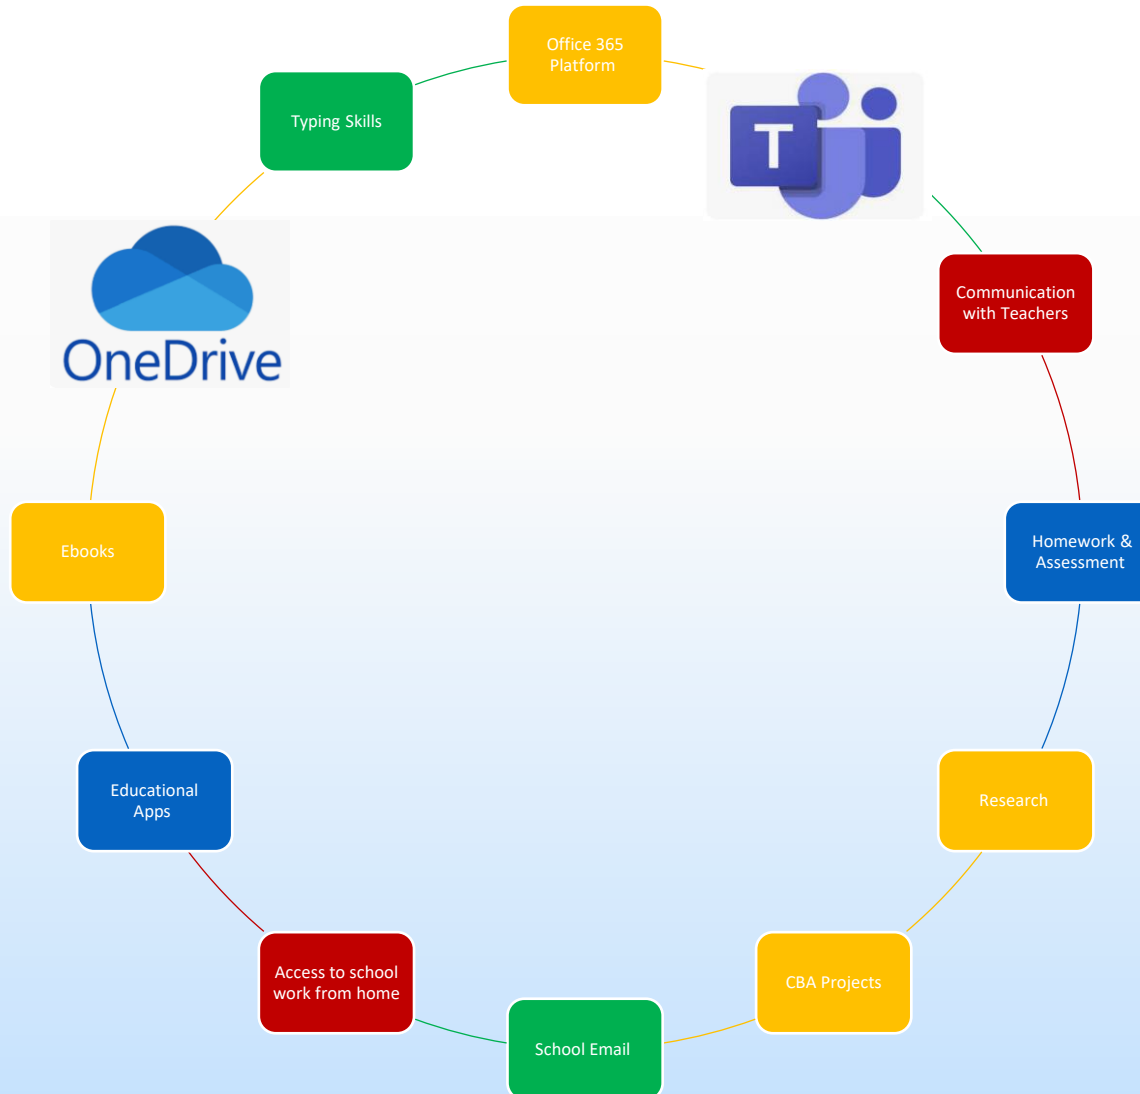 Office 365
Platform
T
Communication
with Teachers
Homework &
Assessment
Research
CBA Projects
School Email
Access to school
work from home
Educational
Apps
Ebooks
OneDrive
Typing Skills